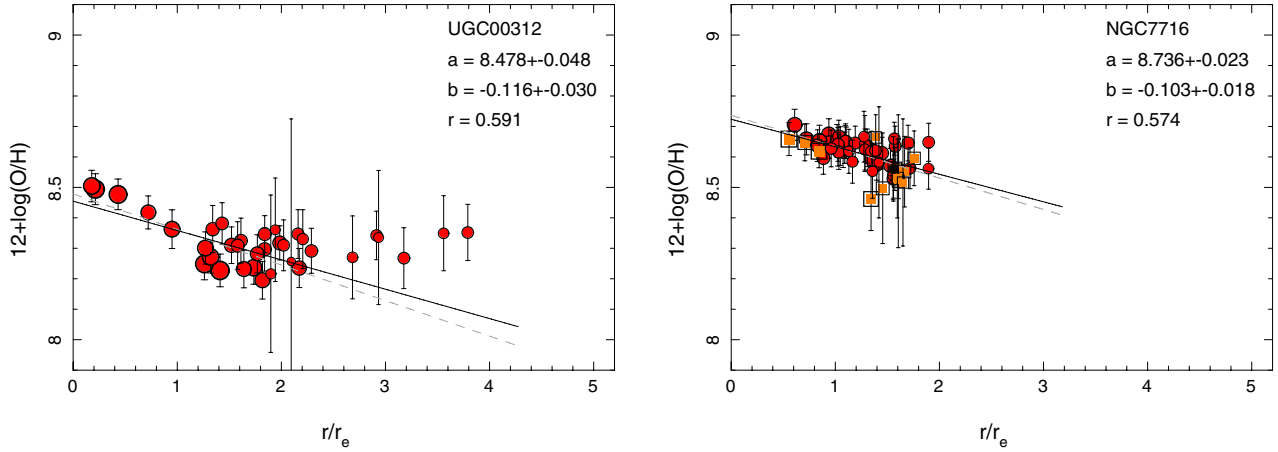 UGC00312
a = 8.478+-0.048
b = -0.116+-0.030
r = 0.591
12+log(O/H)
9
8.5
8
0 1 2 3 4 5
r/re
NGC7716
a = 8.736+-0.023
b = -0.103+-0.018
r = 0.574
12+log(O/H)
9
8.5
8
0 1 2 3 4 5
r/re